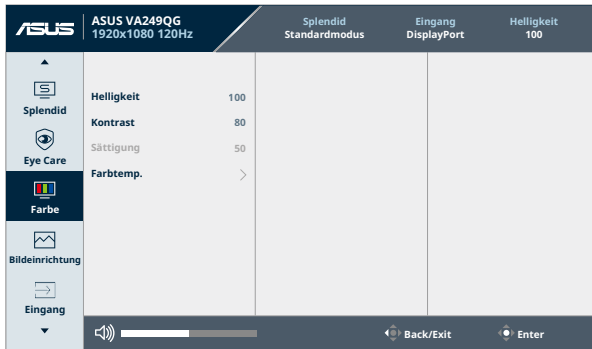 ASUS
ASUS VA249QG
1920x1080 120Hz
Splendid
Standardmodus
Eingang
DisplayPort
Helligkeit
100
S
Splendid
Eye Care
Farbe
Bildeinrichtung
Eingang
Helligkeit 100
Kontrast 80
Sättigung 50
Farbtemp.
Back/Exit
Enter